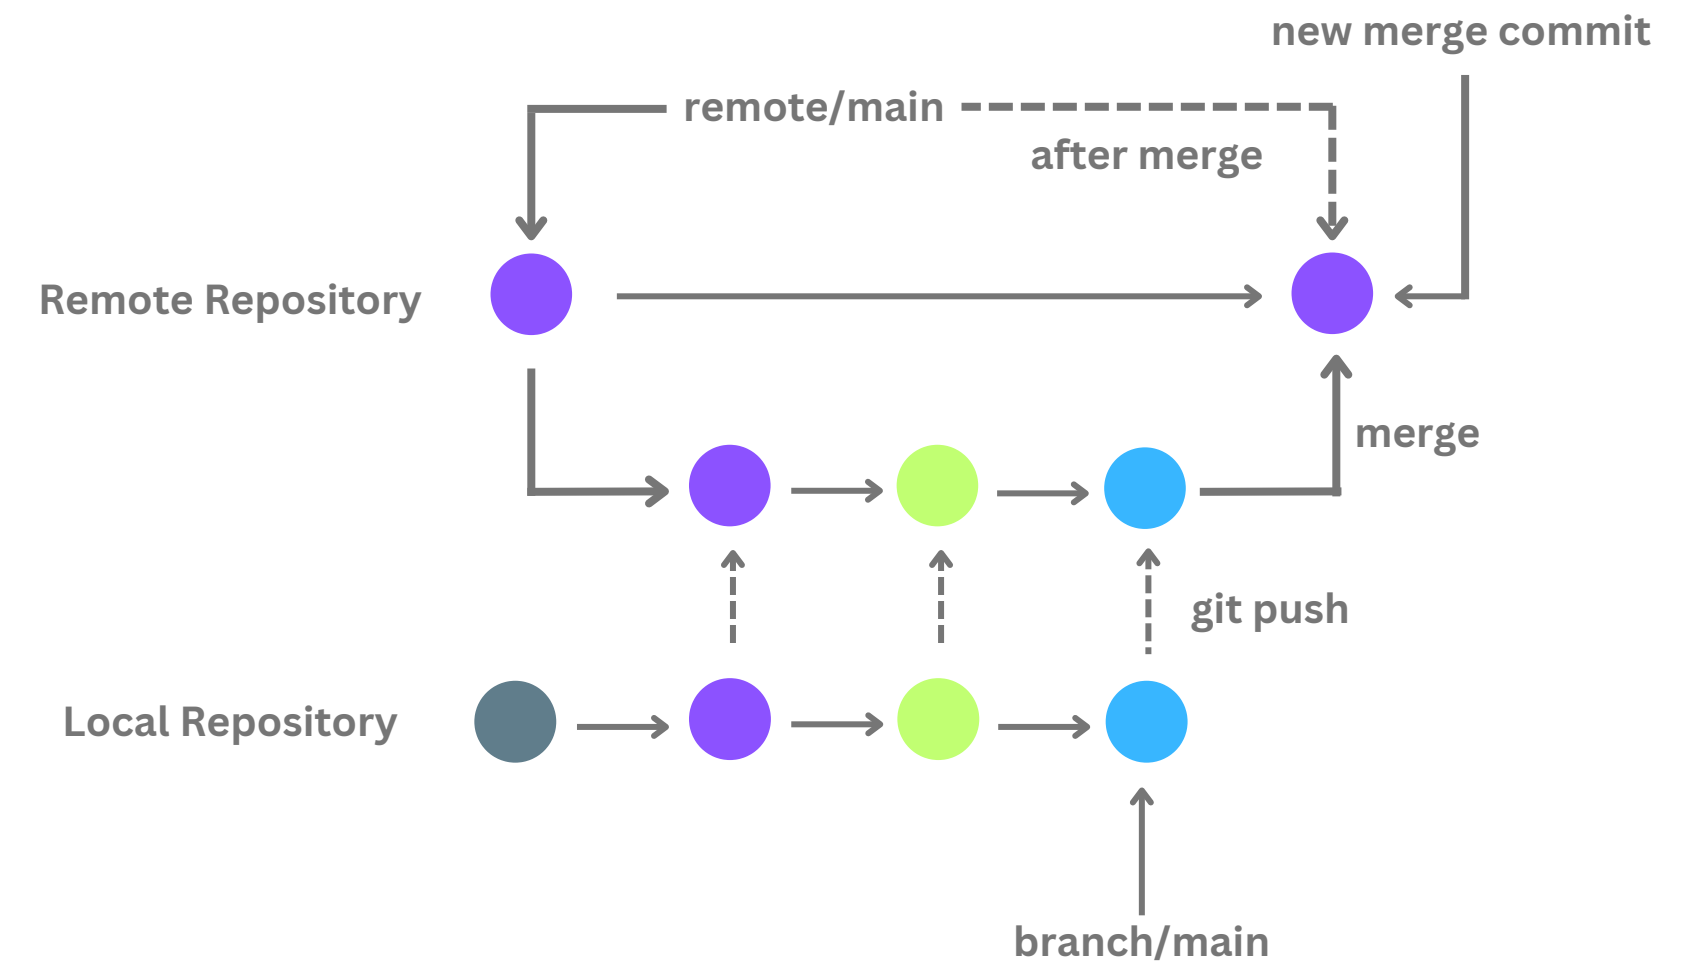 new merge commit
remote/main
after merge
Remote Repository
merge
git push
Local Repository
branch/main